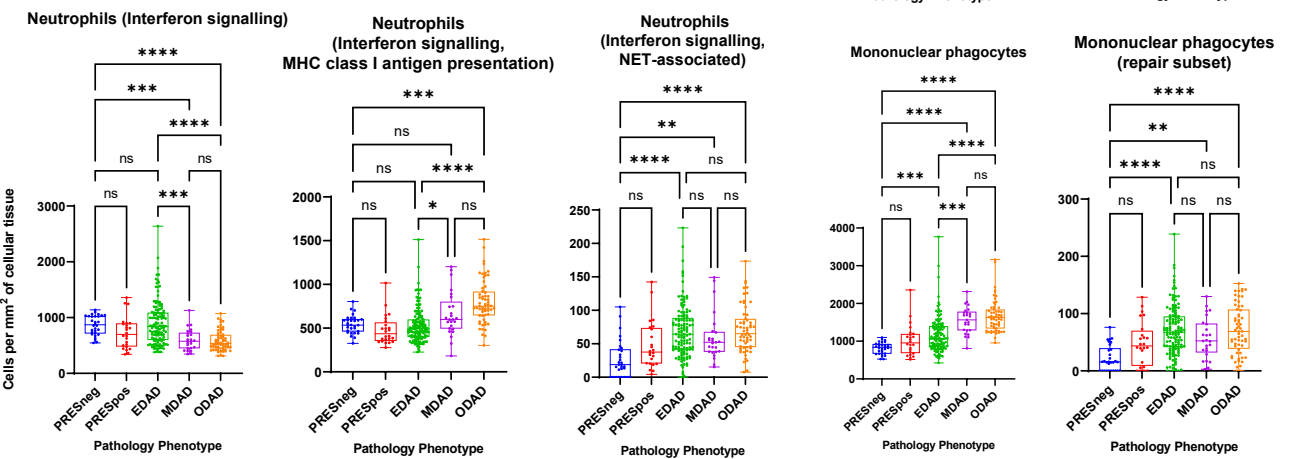 Neutrophils (Interferon signalling)
****
***
****
ns
ns
ns
***
3000
2000
1000
0
Cells per mm² of cellular tissue
PRESneg
PRESpos
EDAD
MDAD
ODAD
Pathology Phenotype
Neutrophils
(Interferon signalling,
MHC class I antigen presentation)
***
ns
ns
****
ns
*
ns
2000
1500
1000
500
0
PRESneg
PRESpos
EDAD
MDAD
ODAD
Pathology Phenotype
Neutrophils
(Interferon signalling,
NET-associated)
****
**
****
ns
ns
ns
ns
250
200
150
100
50
0
PRESneg
PRESpos
EDAD
MDAD
ODAD
Pathology Phenotype
Mononuclear phagocytes
****
****
****
***
ns
ns
***
4000
3000
2000
1000
0
PRESneg
PRESpos
EDAD
MDAD
ODAD
Pathology Phenotype
Mononuclear phagocytes
(repair subset)
****
**
****
ns
ns
ns
ns
300
200
100
0
PRESneg
PRESpos
EDAD
MDAD
ODAD
Pathology Phenotype